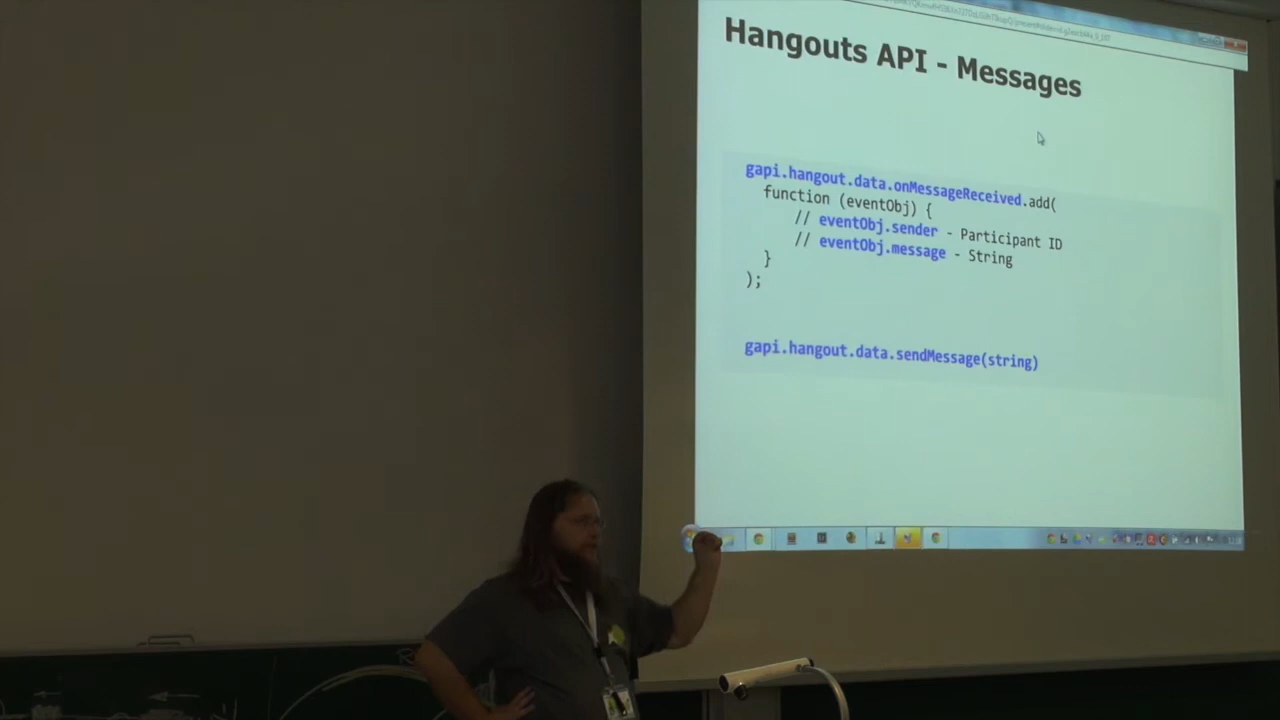 Hangouts API - Messages
gapi.hangout.data.onMessageReceived.add(
function (eventObj) {
// eventObj.sender - Participant ID
// eventObj.message - String
}
);
gapi.hangout.data.sendMessage(string)